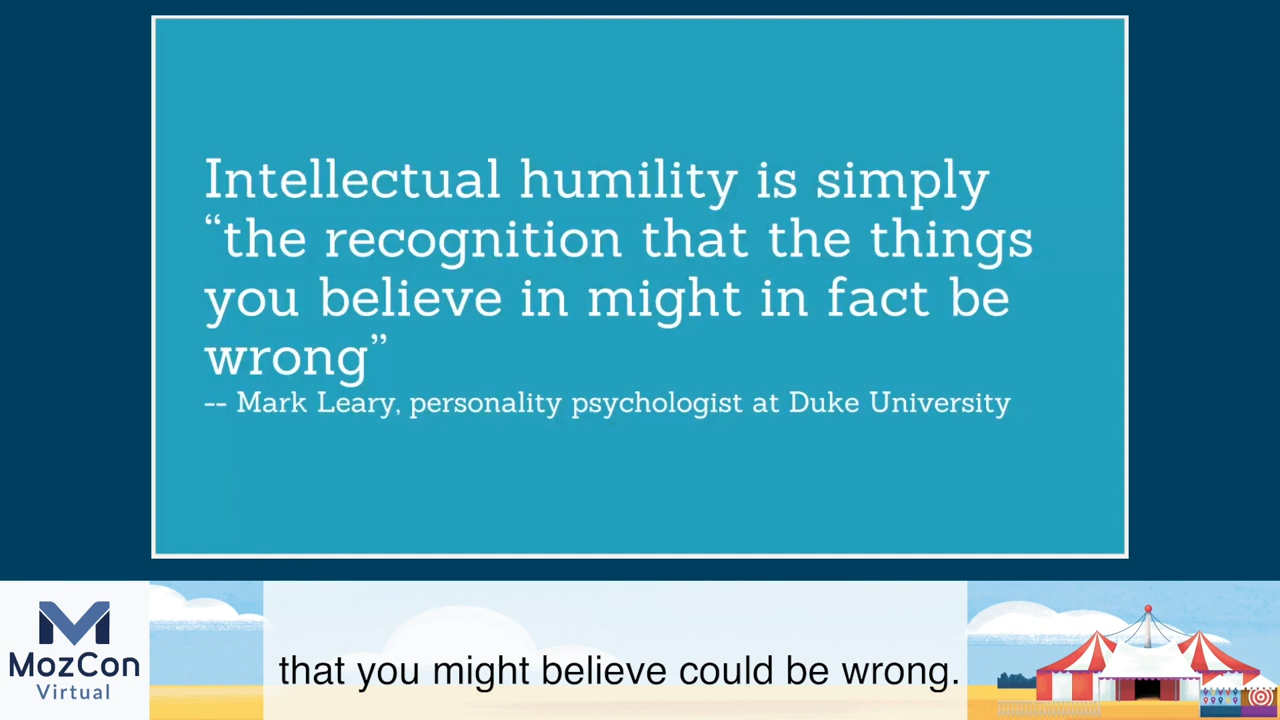 Intellectual humility is simply
“the recognition that the things
you believe in might in fact be
wrong”
-- Mark Leary, personality psychologist at Duke University
MozCon
Virtual
that you might believe could be wrong.